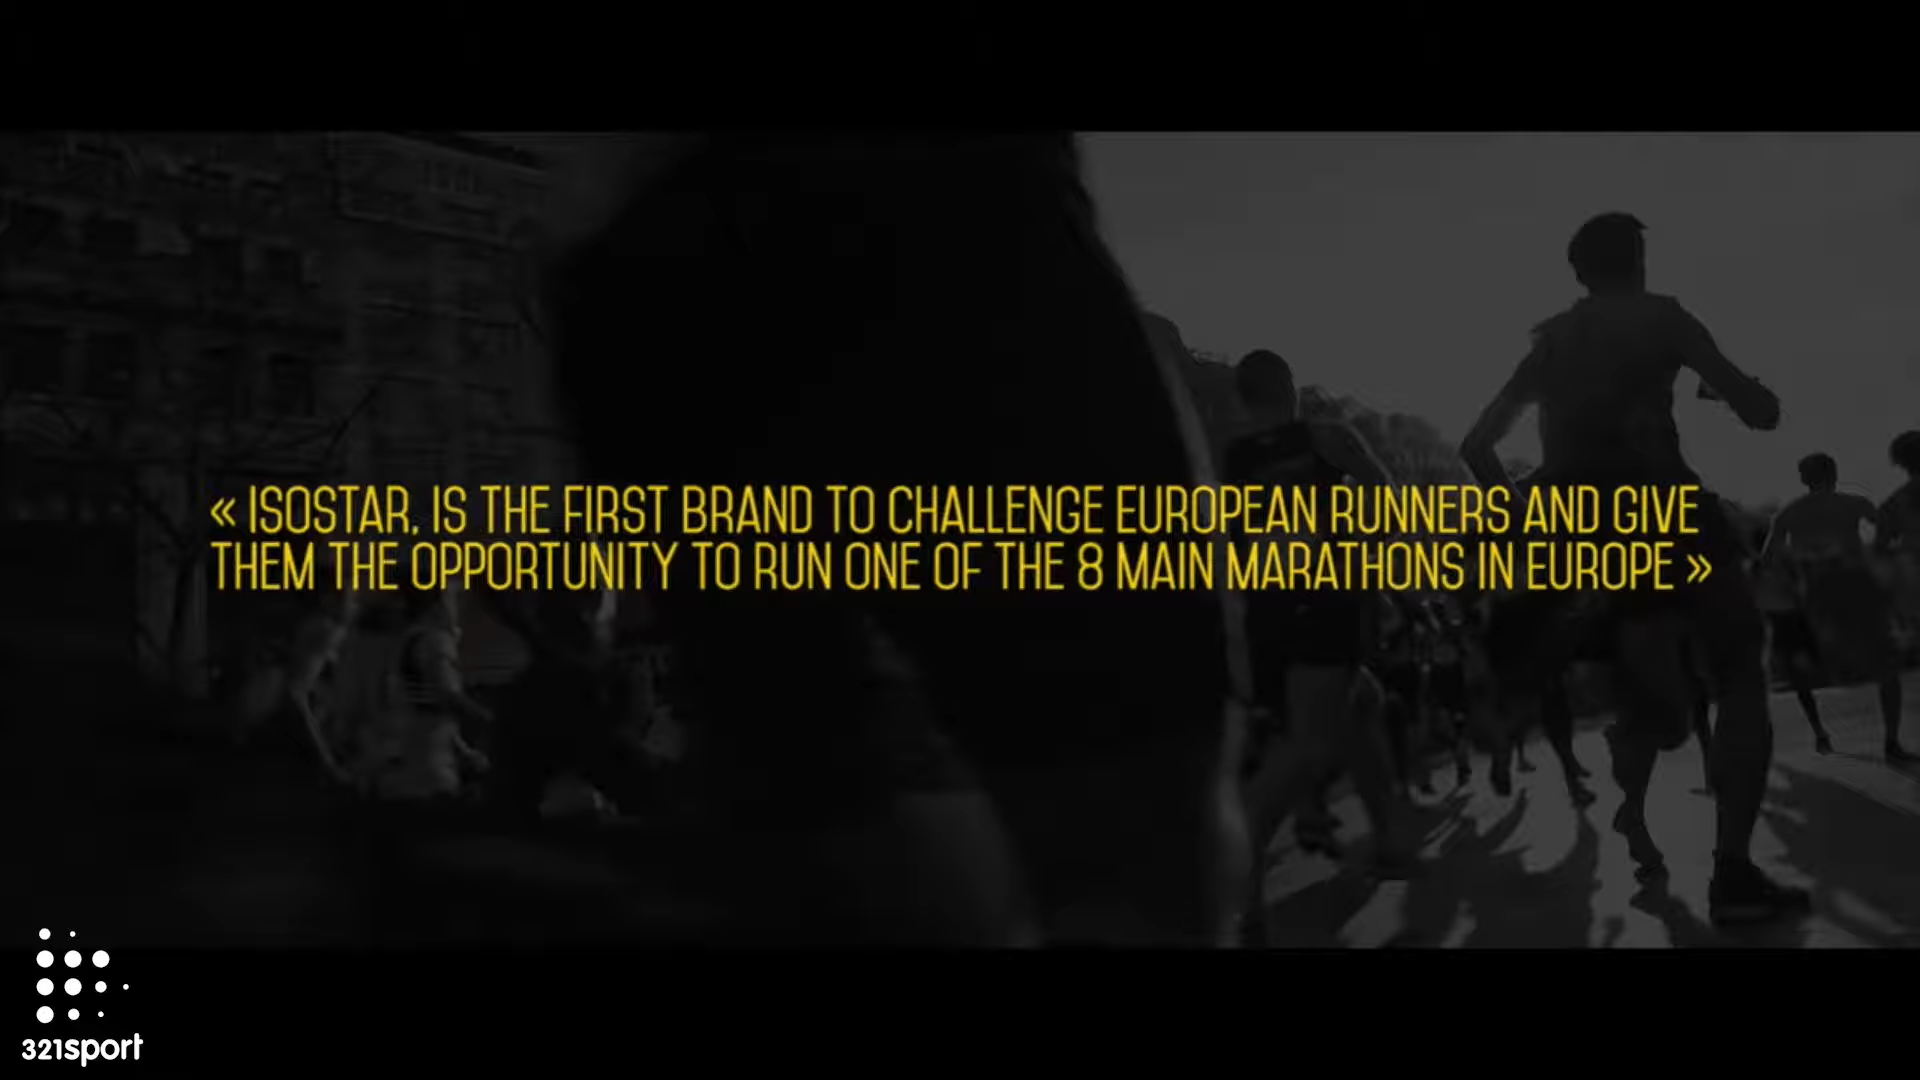 « ISOSTAR, IS THE FIRST BRAND TO CHALLENGE EUROPEAN RUNNERS AND GIVE
THEM THE OPPORTUNITY TO RUN ONE OF THE 8 MAIN MARATHONS IN EUROPE »
321sport